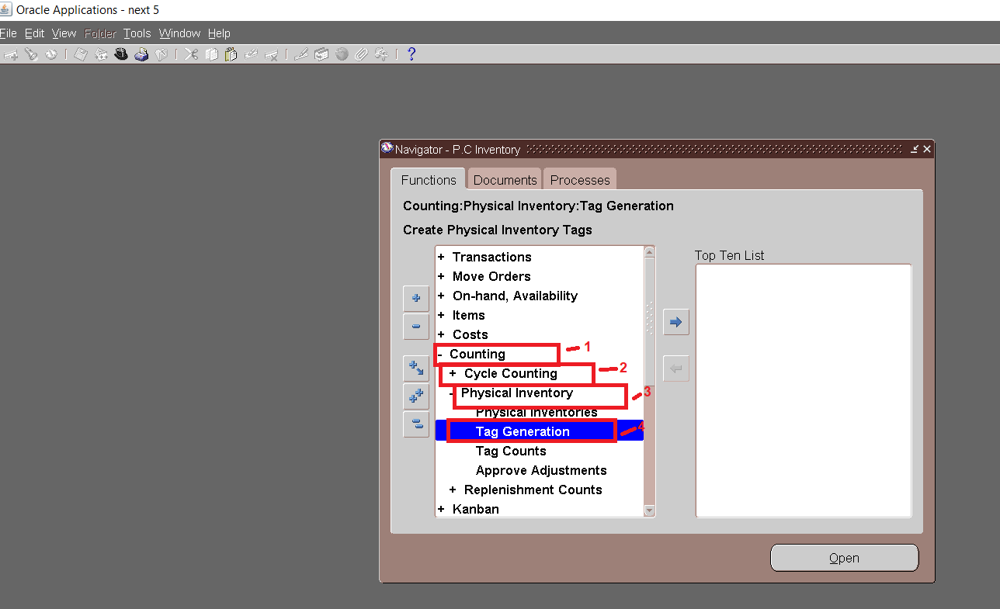 Oracle Applications - next 5
File Edit View Folder Tools Window Help
?
Navigator - P.C Inventory
Functions Documents Processes
Counting:Physical Inventory:Tag Generation
Create Physical Inventory Tags
Top Ten List
+ Transactions
+ Move Orders
+ On-hand, Availability
+ Items
+ Costs
- Counting 1
+ Cycle Counting 2
- Physical Inventory 3
Physical Inventories
Tag Generation 4
Tag Counts
Approve Adjustments
+ Replenishment Counts
+ Kanban
Open